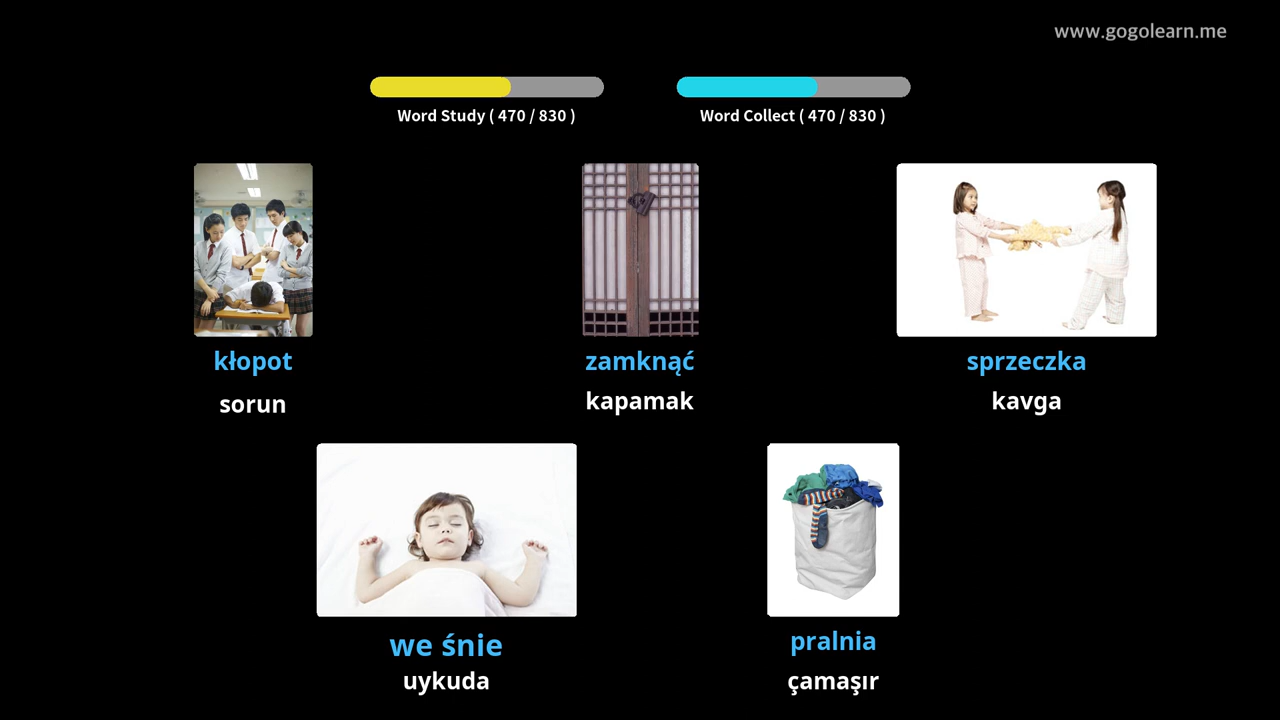 www.gogolearn.me
Word Study ( 470 / 830 )
Word Collect ( 470 / 830 )
kłopot
sorun
zamknąć
kapamak
sprzeczka
kavga
we śnie
uykuda
pralnia
çamaşır